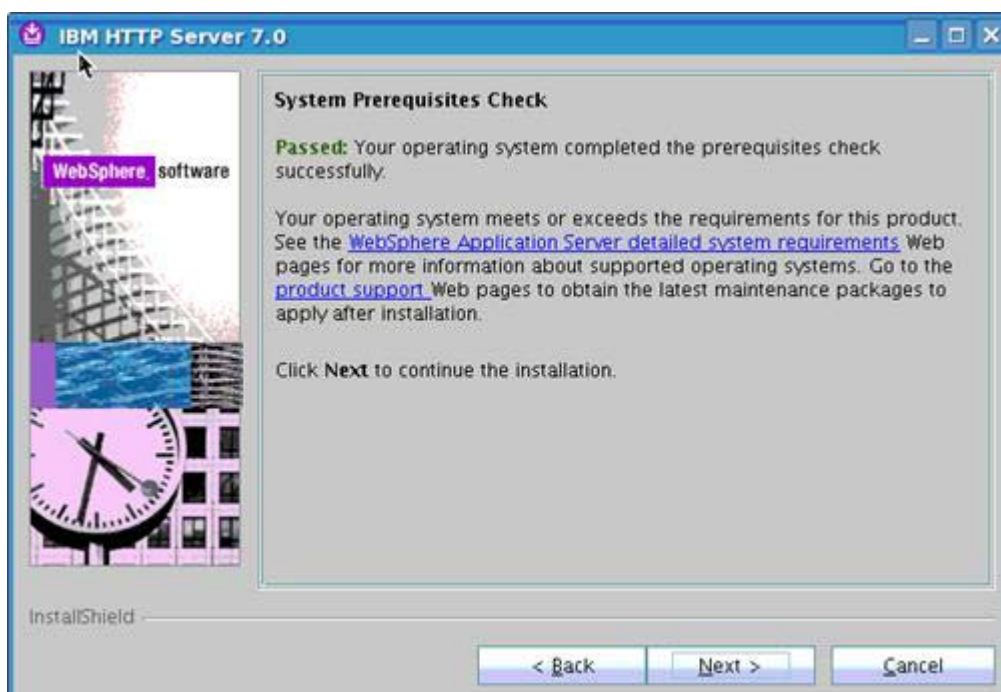 IBM HTTP Server 7.0
WebSphere. software
System Prerequisites Check
Passed: Your operating system completed the prerequisites check
successfully.
Your operating system meets or exceeds the requirements for this product.
See the WebSphere Application Server detailed system requirements Web
pages for more information about supported operating systems. Go to the
product support Web pages to obtain the latest maintenance packages to
apply after installation.
Click Next to continue the installation.
InstallShield
< Back
Next >
Cancel